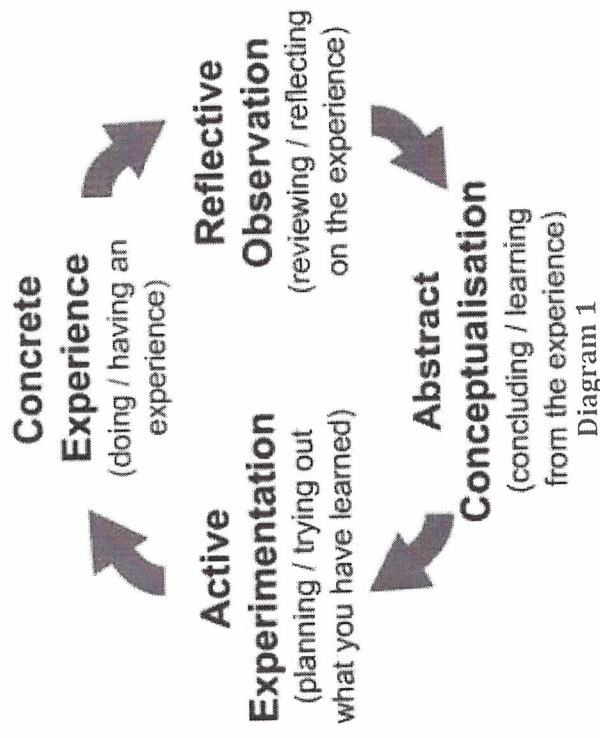 Concrete
Experience
(doing / having an
experience)
Reflective
Observation
(reviewing / reflecting
on the experience)
Abstract
Conceptualisation
(concluding / learning
from the experience)
Active
Experimentation
(planning / trying out
what you have learned)
Diagram 1